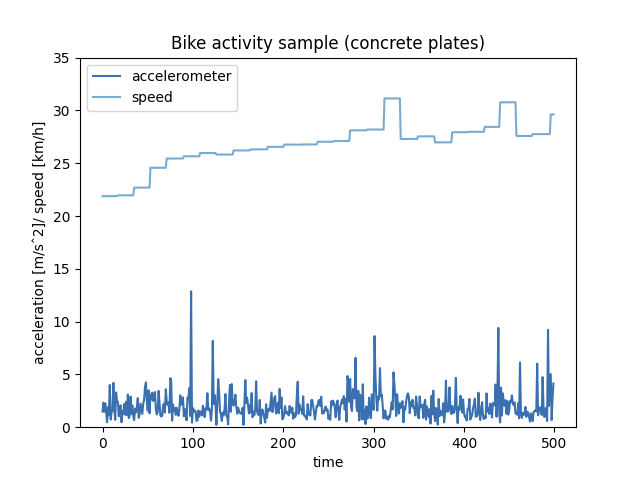 Bike activity sample (concrete plates)
accelerometer
speed
acceleration [m/sˆ2]/ speed [km/h]
35
30
25
20
15
10
5
0
0 100 200 300 400 500
time